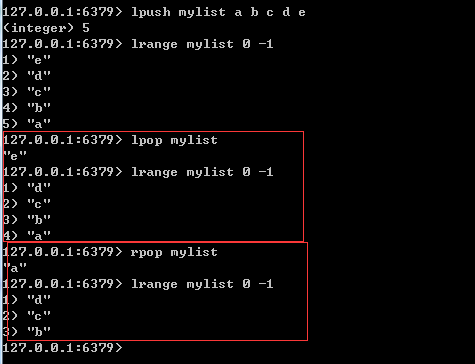 127.0.0.1:6379> lpush mylist a b c d e
(integer) 5
127.0.0.1:6379> lrange mylist 0 -1
1) "e"
2) "d"
3) "c"
4) "b"
5) "a"
127.0.0.1:6379> lpop mylist
"e"
127.0.0.1:6379> lrange mylist 0 -1
1) "d"
2) "c"
3) "b"
4) "a"
127.0.0.1:6379> rpop mylist
"a"
127.0.0.1:6379> lrange mylist 0 -1
1) "d"
2) "c"
3) "b"
127.0.0.1:6379>